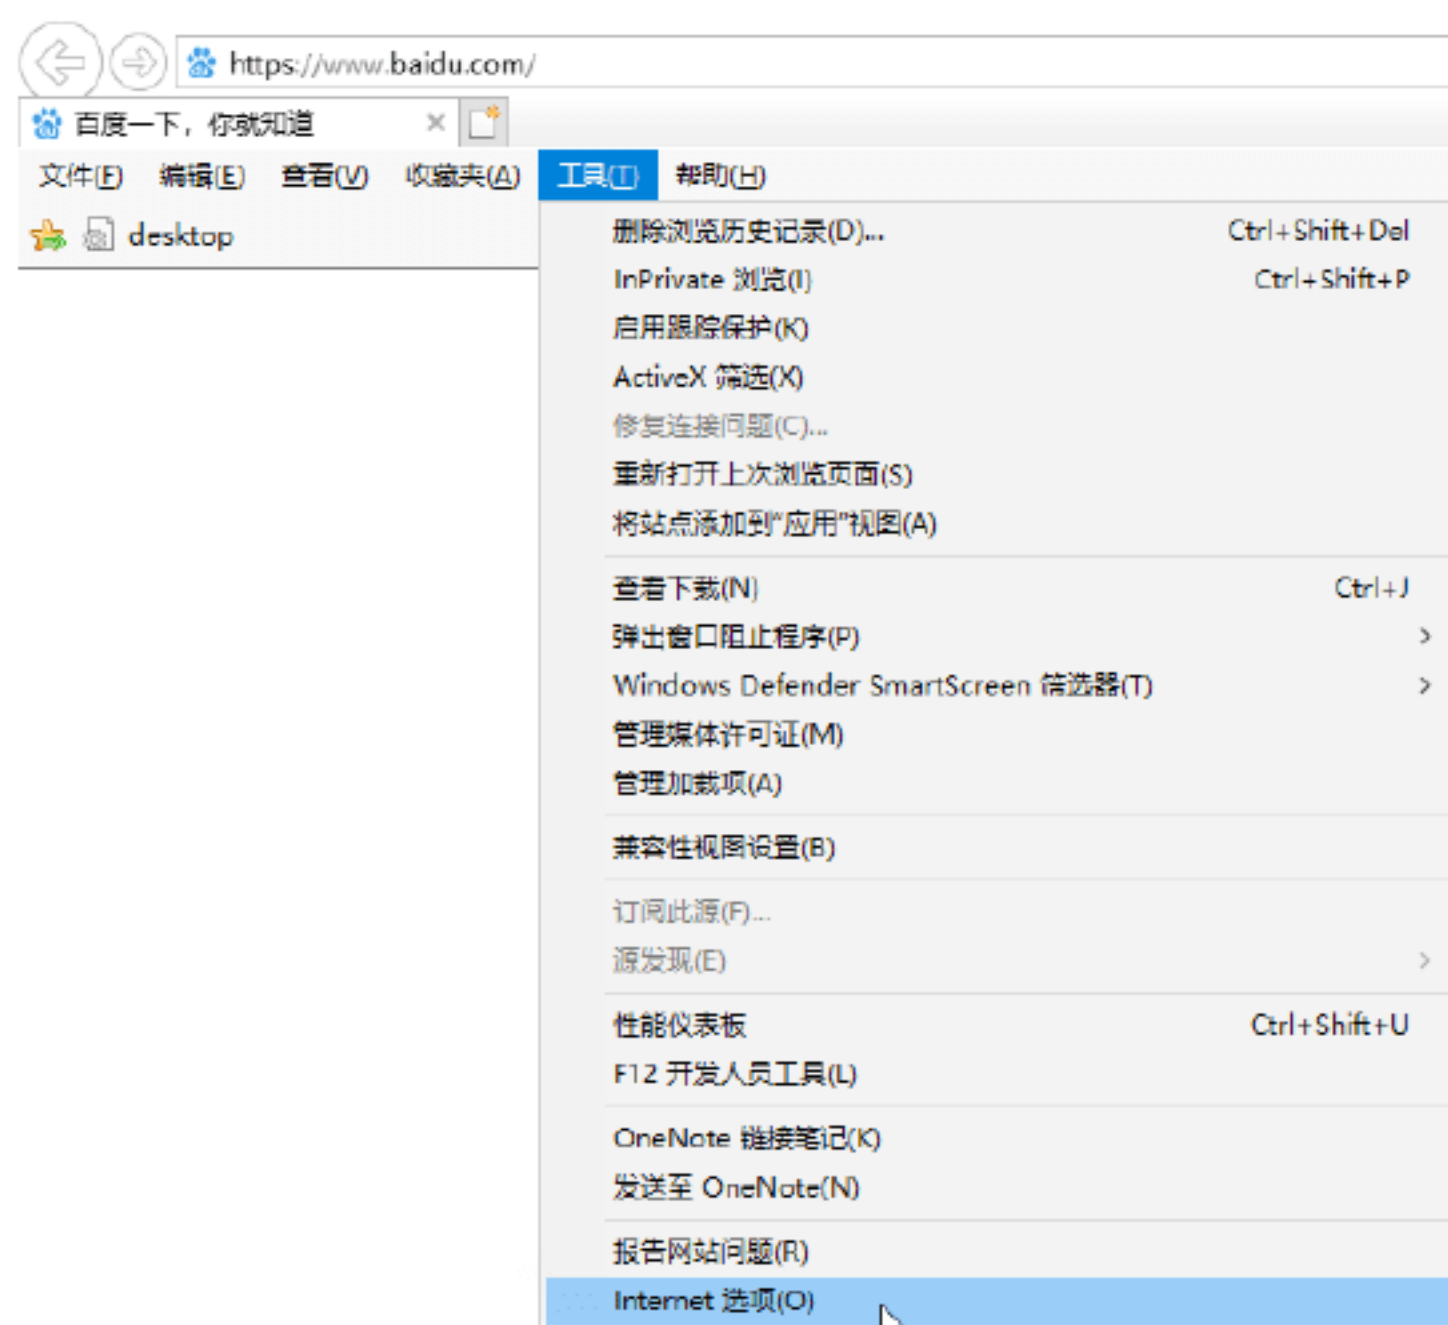 https://www.baidu.com/
百度一下，你就知道
文件(F) 编辑(E) 查看(V) 收藏夹(A) 工具(T) 帮助(H)
desktop
删除浏览历史记录(D)... Ctrl+Shift+Del
InPrivate 浏览(I) Ctrl+Shift+P
启用跟踪保护(K)
ActiveX 筛选(X)
修复连接问题(C)...
重新打开上次浏览页面(S)
将站点添加到“应用”视图(A)
查看下载(N) Ctrl+J
弹出窗口阻止程序(P)
Windows Defender SmartScreen 筛选器(T)
管理媒体许可证(M)
管理加载项(A)
兼容性视图设置(B)
订阅此源(F)...
源发现(E)
性能仪表板 Ctrl+Shift+U
F12 开发人员工具(L)
OneNote 链接笔记(K)
发送至 OneNote(N)
报告网站问题(R)
Internet 选项(O)